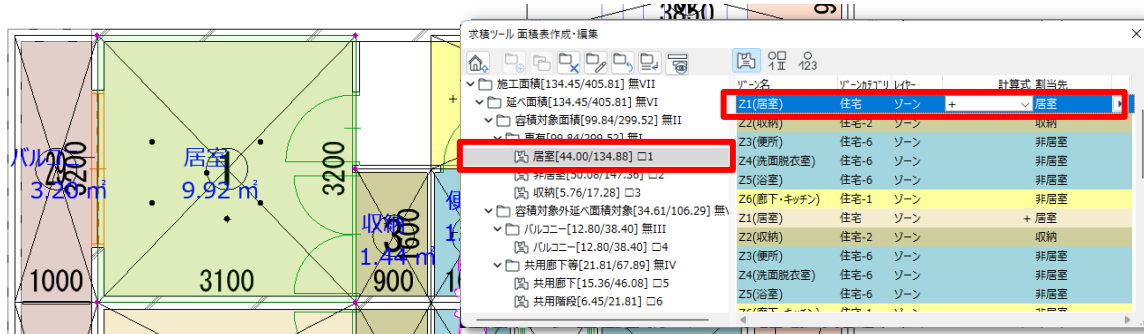 3850
バルコニー
3.20㎡
3200
居室
1
9.92㎡
3200
収納
3
1.44㎡
1600
1000
3100
900
求積ツール 面積表作成・編集
施工面積[134.45/405.81] 無VII
延べ面積[134.45/405.81] 無VI
容積対象面積[99.84/299.52] 無II
専有[99.84/299.52] 無I
居室[44.00/134.88] □1
非居室[50.08/147.36] □2
収納[5.76/17.28] □3
容積対象外延べ面積対象[34.61/106.29] 無V
バルコニー[12.80/38.40] 無III
バルコニー[12.80/38.40] □4
共用廊下等[21.81/67.89] 無IV
共用廊下[15.36/46.08] □5
共用階段[6.45/21.81] □6
ゾーン名 ゾーンカテゴリ レイヤー 計算式 割当先
Z1(居室) 住宅 ゾーン + 居室
Z2(収納) 住宅-2 ゾーン 収納
Z3(便所) 住宅-6 ゾーン 非居室
Z4(洗面脱衣室) 住宅-6 ゾーン 非居室
Z5(浴室) 住宅-6 ゾーン 非居室
Z6(廊下・キッチン) 住宅-1 ゾーン 非居室
Z1(居室) 住宅 ゾーン + 居室
Z2(収納) 住宅-2 ゾーン 収納
Z3(便所) 住宅-6 ゾーン 非居室
Z4(洗面脱衣室) 住宅-6 ゾーン 非居室
Z5(浴室) 住宅-6 ゾーン 非居室